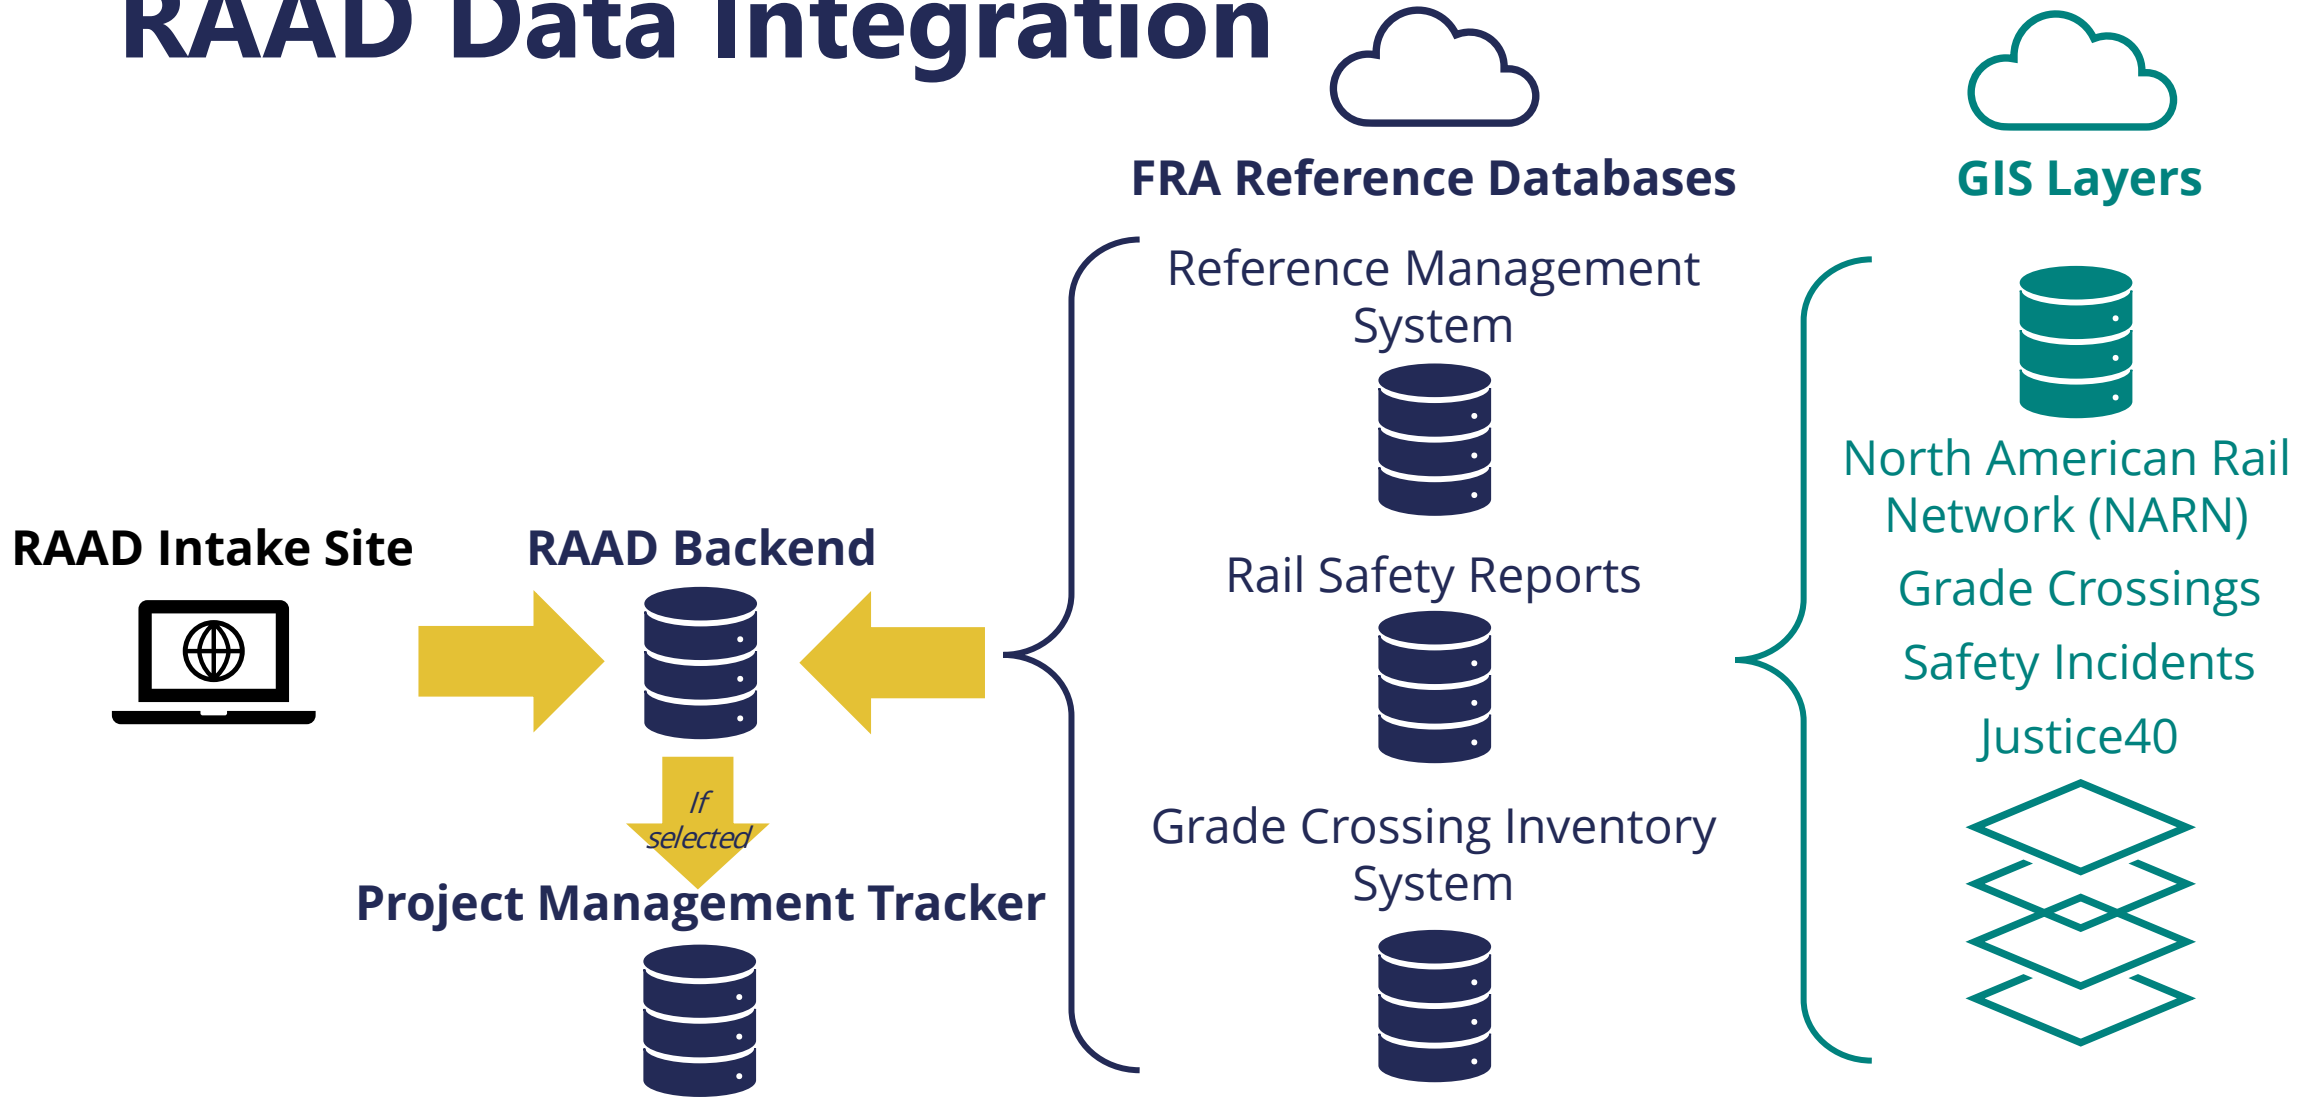 RAAD Data Integration
FRA Reference Databases
GIS Layers
Reference Management
System
Rail Safety Reports
Grade Crossing Inventory
System
North American Rail
Network (NARN)
Grade Crossings
Safety Incidents
Justice40
RAAD Intake Site
RAAD Backend
If
selected
Project Management Tracker